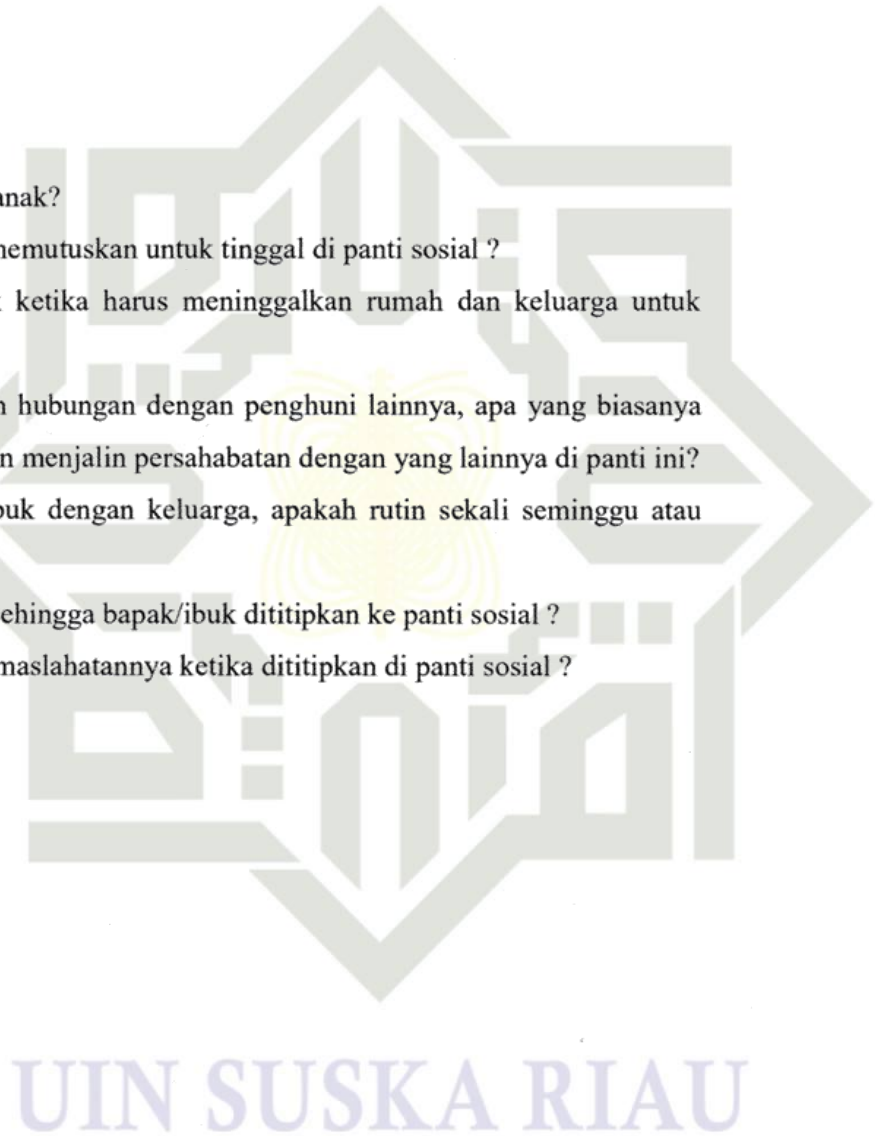 anak?
memutuskan untuk tinggal di panti sosial ?
ketika harus meninggalkan rumah dan keluarga untuk
hubungan dengan penghuni lainnya, apa yang biasanya
menjalin persahabatan dengan yang lainnya di panti ini?
dengan keluarga, apakah rutin sekali seminggu atau
ehingga bapak/ibuk dititipkan ke panti sosial ?
maslahatannya ketika dititipkan di panti sosial ?
UIN SUSKA RIAU